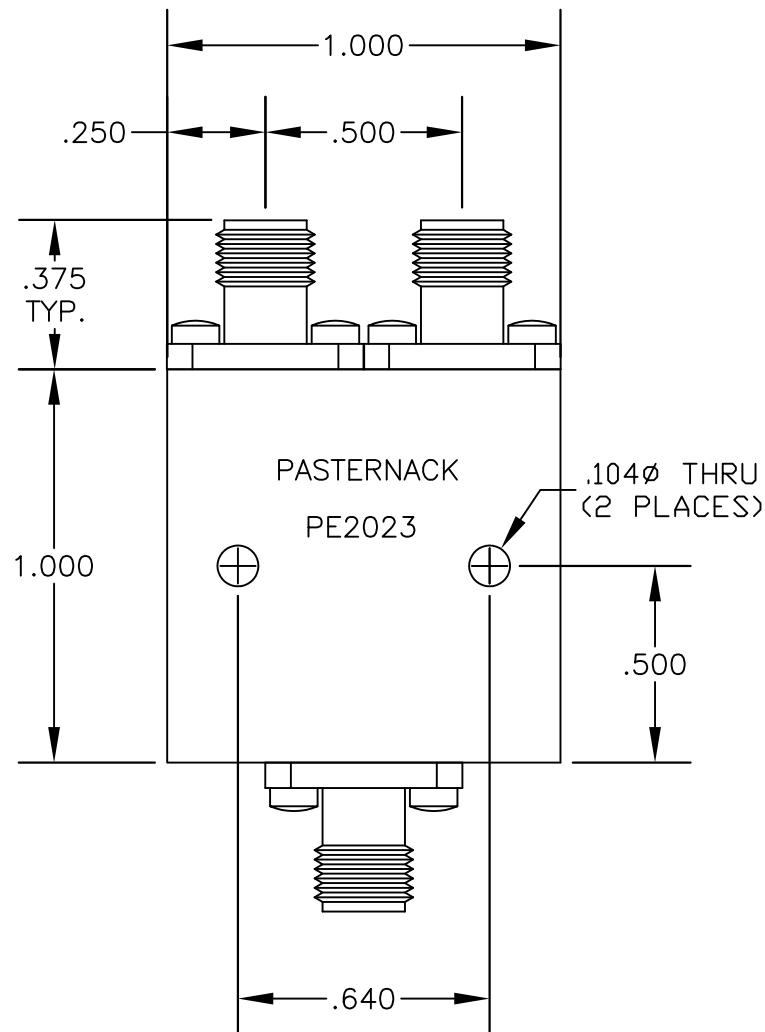 1.000
.250
.500
.375
TYP.
PASTERNACK
PE2023
.104ø THRU
(2 PLACES)
1.000
.500
.640